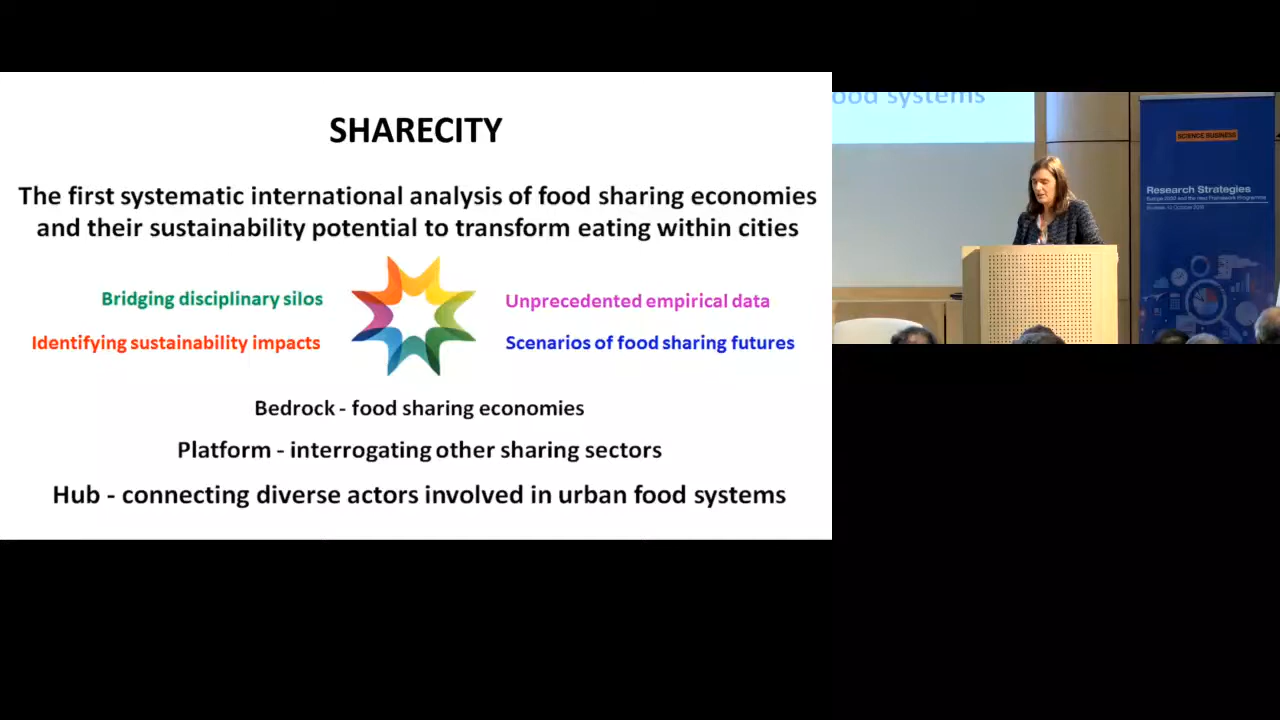 SHARECITY
The first systematic international analysis of food sharing economies
and their sustainability potential to transform eating within cities
Bridging disciplinary silos
Unprecedented empirical data
Identifying sustainability impacts
Scenarios of food sharing futures
Bedrock - food sharing economies
Platform - interrogating other sharing sectors
Hub - connecting diverse actors involved in urban food systems
ood systems
SCIENCE BUSINESS
Research Strategies